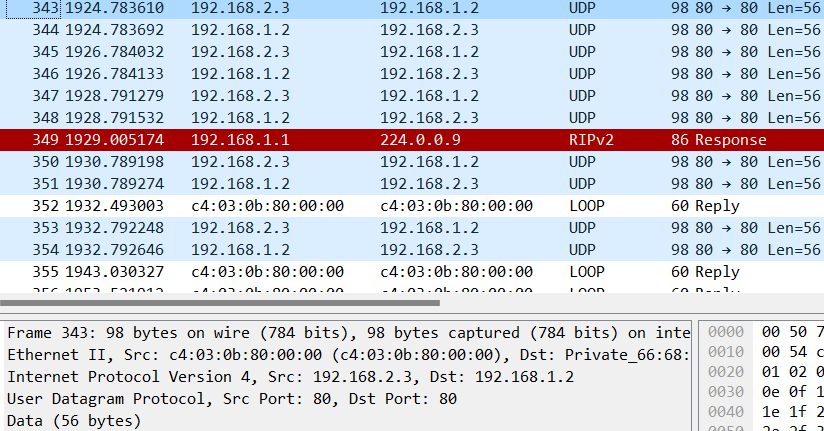 343 1924.783610 192.168.2.3 192.168.1.2 UDP 98 80 → 80 Len=56
344 1924.783692 192.168.1.2 192.168.2.3 UDP 98 80 → 80 Len=56
345 1926.784032 192.168.2.3 192.168.1.2 UDP 98 80 → 80 Len=56
346 1926.784133 192.168.1.2 192.168.2.3 UDP 98 80 → 80 Len=56
347 1928.791279 192.168.2.3 192.168.1.2 UDP 98 80 → 80 Len=56
348 1928.791532 192.168.1.2 192.168.2.3 UDP 98 80 → 80 Len=56
349 1929.005174 192.168.1.1 224.0.0.9 RIPv2 86 Response
350 1930.789198 192.168.2.3 192.168.1.2 UDP 98 80 → 80 Len=56
351 1930.789274 192.168.1.2 192.168.2.3 UDP 98 80 → 80 Len=56
352 1932.493003 c4:03:0b:80:00:00 c4:03:0b:80:00:00 LOOP 60 Reply
353 1932.792248 192.168.2.3 192.168.1.2 UDP 98 80 → 80 Len=56
354 1932.792646 192.168.1.2 192.168.2.3 UDP 98 80 → 80 Len=56
355 1943.030327 c4:03:0b:80:00:00 c4:03:0b:80:00:00 LOOP 60 Reply
Frame 343: 98 bytes on wire (784 bits), 98 bytes captured (784 bits) on inte
Ethernet II, Src: c4:03:0b:80:00:00 (c4:03:0b:80:00:00), Dst: Private_66:68:
Internet Protocol Version 4, Src: 192.168.2.3, Dst: 192.168.1.2
User Datagram Protocol, Src Port: 80, Dst Port: 80
Data (56 bytes)
0000 00 50 7
0010 00 54 c
0020 01 02 0
0030 0e 0f 1
0040 1e 1f 2